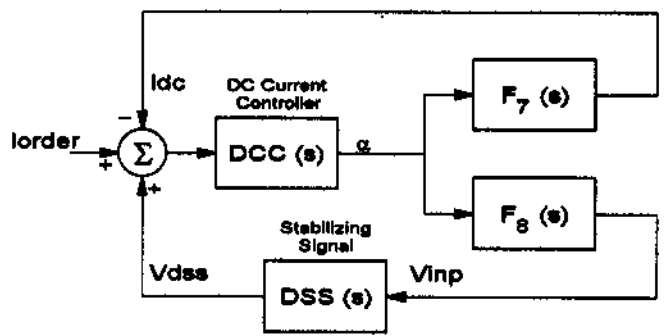 Idc
DC Current
Controller
F7 (s)
Iorder
−
+
Σ
+
DCC (s)
α
F8 (s)
Stabilizing
Signal
Vdss
DSS (s)
Vinp